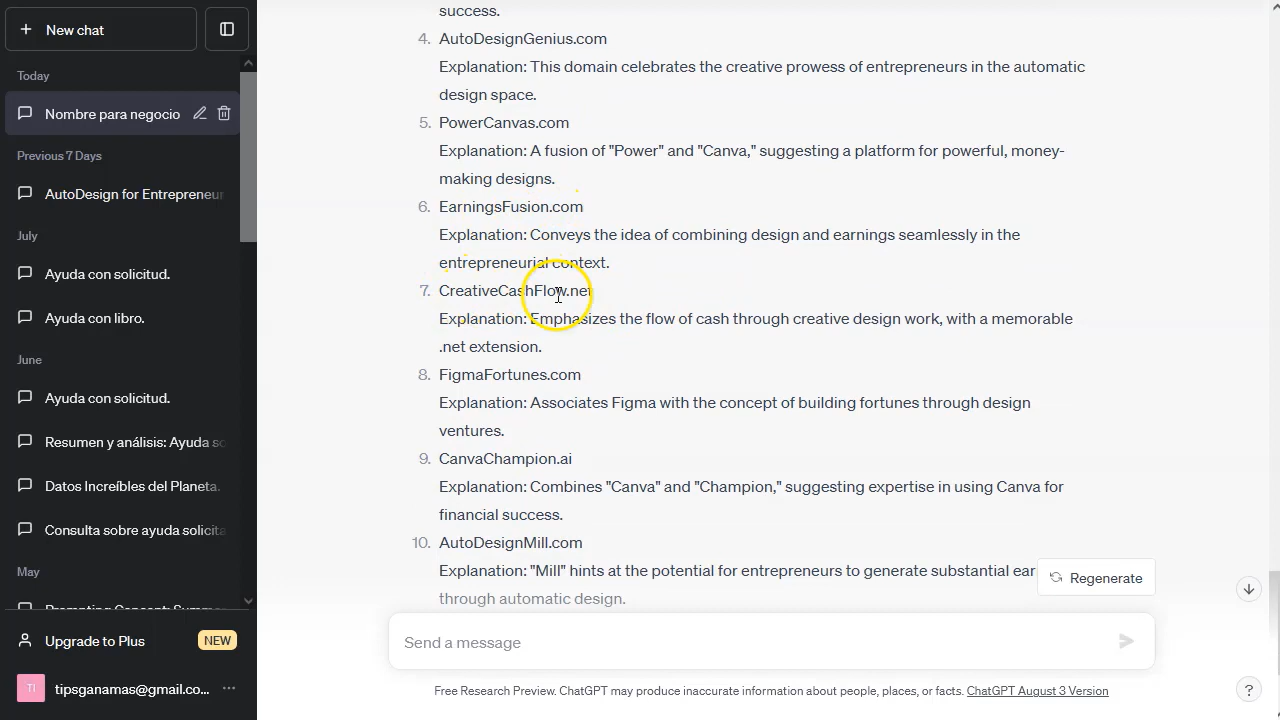 New chat
Today
Nombre para negocio
Previous 7 Days
AutoDesign for Entrepreneur
July
Ayuda con solicitud.
Ayuda con libro.
June
Ayuda con solicitud.
Resumen y análisis: Ayuda so
Datos Increíbles del Planeta.
Consulta sobre ayuda solicita
May
Prompting Concept: Summa
Upgrade to Plus
NEW
TI
tipsganamas@gmail.co...
success.
4. AutoDesignGenius.com
Explanation: This domain celebrates the creative prowess of entrepreneurs in the automatic
design space.
5. PowerCanvas.com
Explanation: A fusion of "Power" and "Canva," suggesting a platform for powerful, money-
making designs.
6. EarningsFusion.com
Explanation: Conveys the idea of combining design and earnings seamlessly in the
entrepreneurial context.
7. CreativeCashFlow.net
Explanation: Emphasizes the flow of cash through creative design work, with a memorable
.net extension.
8. FigmaFortunes.com
Explanation: Associates Figma with the concept of building fortunes through design
ventures.
9. CanvaChampion.ai
Explanation: Combines "Canva" and "Champion," suggesting expertise in using Canva for
financial success.
10. AutoDesignMill.com
Explanation: "Mill" hints at the potential for entrepreneurs to generate substantial ear
through automatic design.
Regenerate
Send a message
Free Research Preview. ChatGPT may produce inaccurate information about people, places, or facts. ChatGPT August 3 Version
?